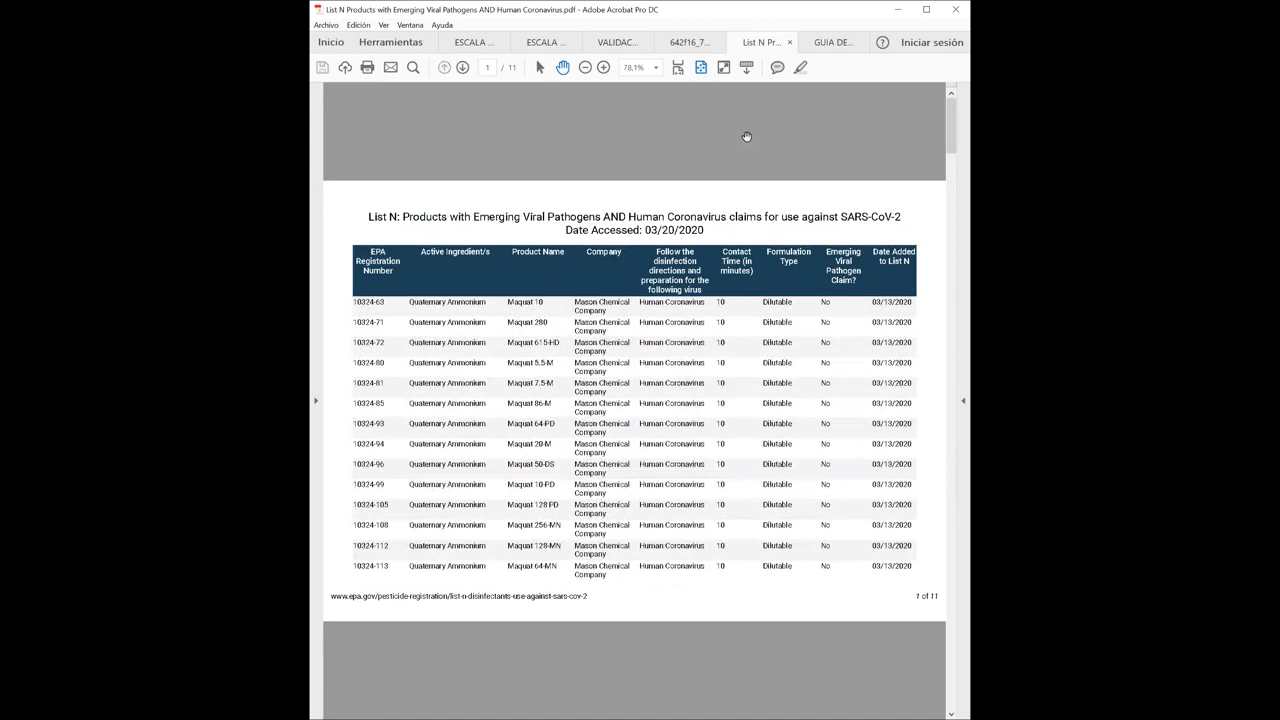 List N Products with Emerging Viral Pathogens AND Human Coronavirus.pdf - Adobe Acrobat Pro DC
Archivo Edición Ver Ventana Ayuda
Inicio Herramientas ESCALA ... ESCALA ... VALIDAC... 642f16_7... List N Pr... × GUIA DE... Iniciar sesión
1 / 11 78,1%
List N: Products with Emerging Viral Pathogens AND Human Coronavirus claims for use against SARS-CoV-2
Date Accessed: 03/20/2020
EPA Registration Number Active Ingredient/s Product Name Company Follow the disinfection directions and preparation for the following virus Contact Time (in minutes) Formulation Type Emerging Viral Pathogen Claim? Date Added to List N
10324-63 Quaternary Ammonium Maquat 10 Mason Chemical Company Human Coronavirus 10 Dilutable No 03/13/2020
10324-71 Quaternary Ammonium Maquat 280 Mason Chemical Company Human Coronavirus 10 Dilutable No 03/13/2020
10324-72 Quaternary Ammonium Maquat 615-HD Mason Chemical Company Human Coronavirus 10 Dilutable No 03/13/2020
10324-80 Quaternary Ammonium Maquat 5.5-M Mason Chemical Company Human Coronavirus 10 Dilutable No 03/13/2020
10324-81 Quaternary Ammonium Maquat 7.5-M Mason Chemical Company Human Coronavirus 10 Dilutable No 03/13/2020
10324-85 Quaternary Ammonium Maquat 86-M Mason Chemical Company Human Coronavirus 10 Dilutable No 03/13/2020
10324-93 Quaternary Ammonium Maquat 64-PD Mason Chemical Company Human Coronavirus 10 Dilutable No 03/13/2020
10324-94 Quaternary Ammonium Maquat 20-M Mason Chemical Company Human Coronavirus 10 Dilutable No 03/13/2020
10324-96 Quaternary Ammonium Maquat 50-DS Mason Chemical Company Human Coronavirus 10 Dilutable No 03/13/2020
10324-99 Quaternary Ammonium Maquat 10-PD Mason Chemical Company Human Coronavirus 10 Dilutable No 03/13/2020
10324-105 Quaternary Ammonium Maquat 128 PD Mason Chemical Company Human Coronavirus 10 Dilutable No 03/13/2020
10324-108 Quaternary Ammonium Maquat 256-MN Mason Chemical Company Human Coronavirus 10 Dilutable No 03/13/2020
10324-112 Quaternary Ammonium Maquat 128-MN Mason Chemical Company Human Coronavirus 10 Dilutable No 03/13/2020
10324-113 Quaternary Ammonium Maquat 64-MN Mason Chemical Company Human Coronavirus 10 Dilutable No 03/13/2020
www.epa.gov/pesticide-registration/list-n-disinfectants-use-against-sars-cov-2 1 of 11